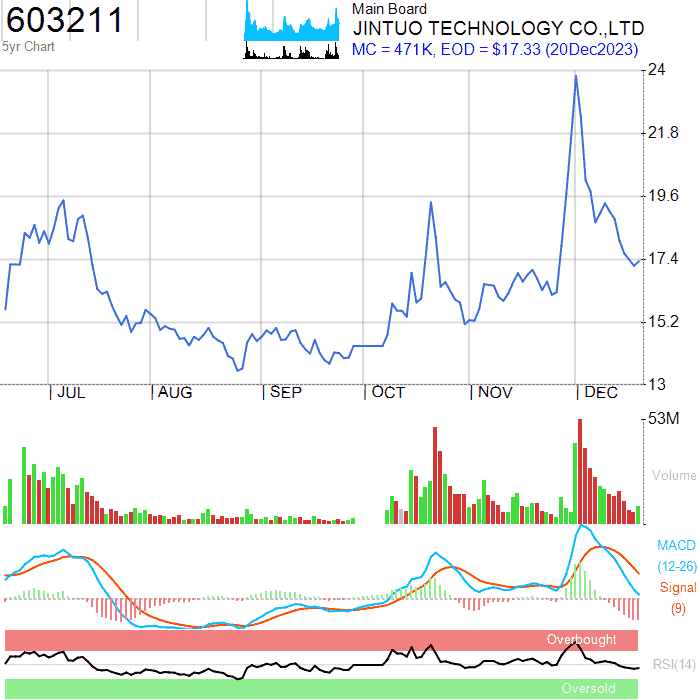 603211
5yr Chart
Main Board
JINTUO TECHNOLOGY CO.,LTD
MC = 471K, EOD = $17.33 (20Dec2023)
24
21.8
19.6
17.4
15.2
13
JUL
AUG
SEP
OCT
NOV
DEC
53M
Volume
MACD
(12-26)
Signal
(9)
Overbought
RSI(14)
Oversold